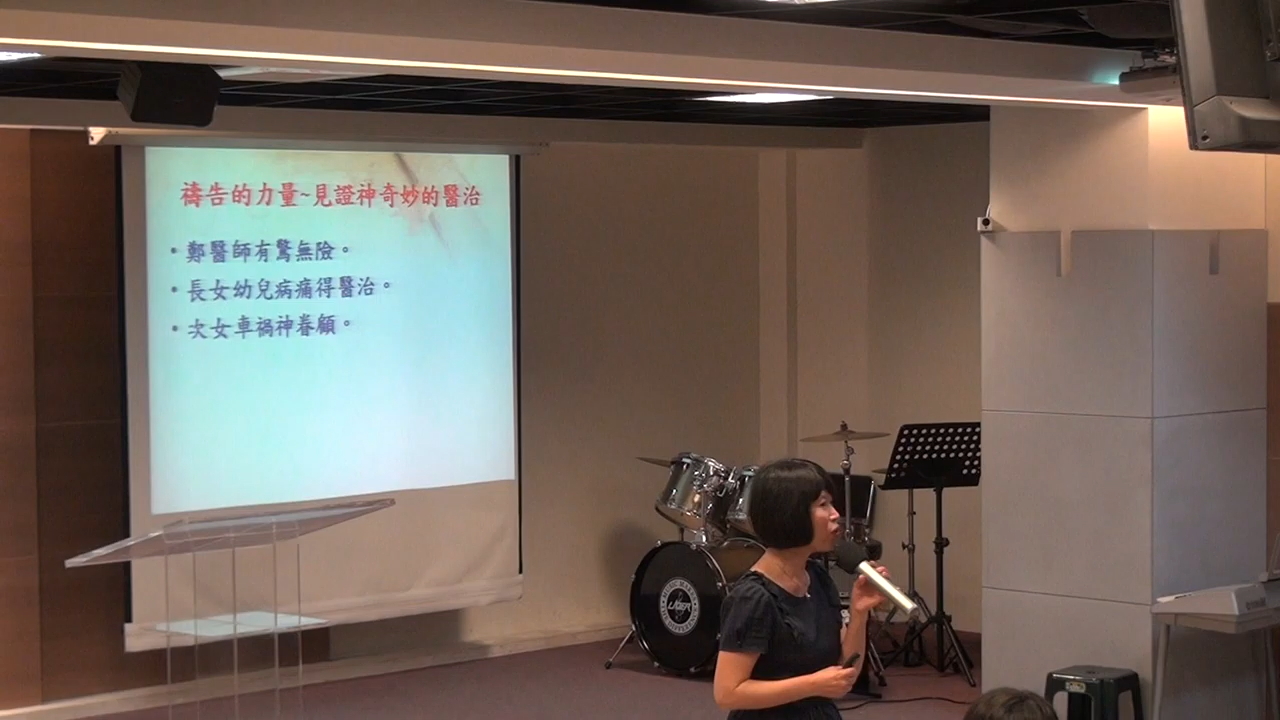 禱告的力量~見證神奇妙的醫治
• 鄭醫師有驚無險。
• 長女幼兒病痛得醫治。
• 次女車禍神眷顧。